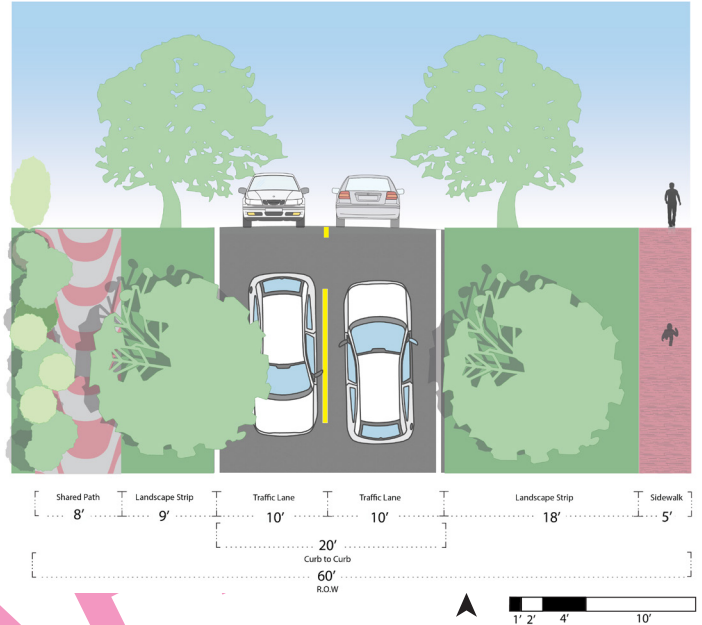 Shared Path Landscape Strip Traffic Lane Traffic Lane Landscape Strip Sidewalk
8’ 9’ 10’ 10’ 18’ 5’
20’
Curb to Curb
60’
R.O.W
1’ 2’ 4’ 10’